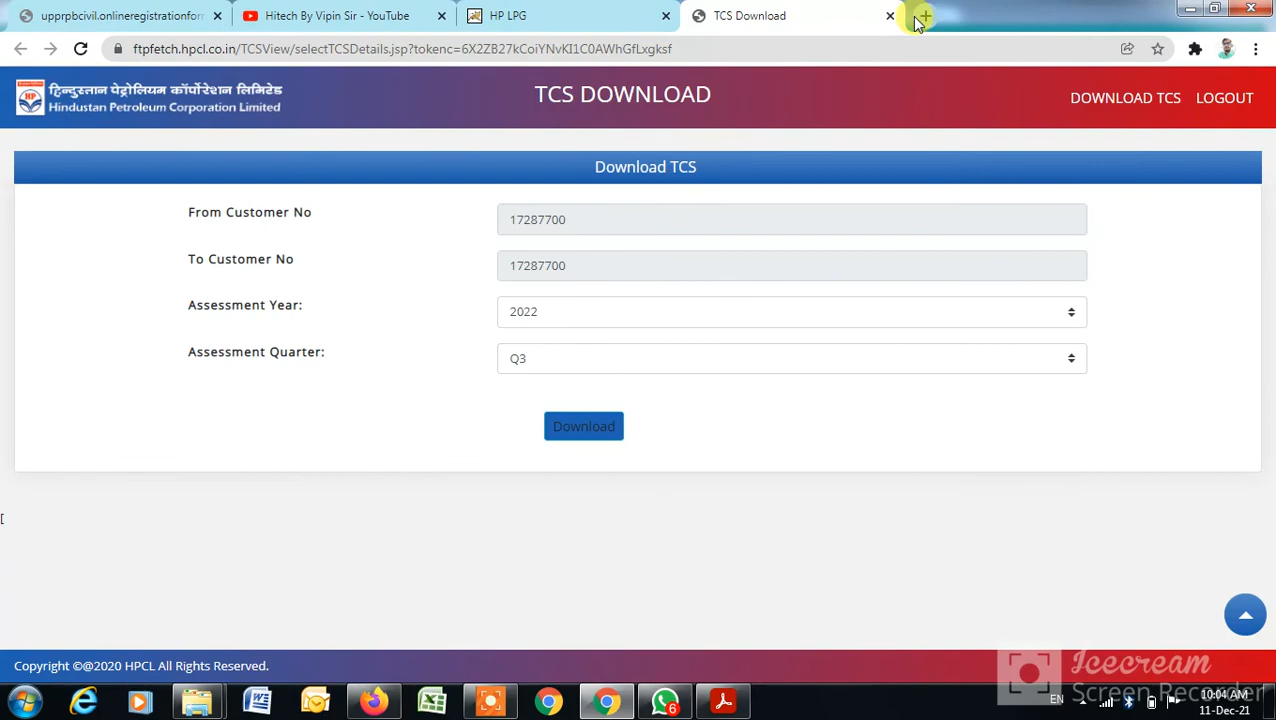 upprpbcivil.onlineregistrationforr
Hitech By Vipin Sir - YouTube
HP LPG
TCS Download
ftpfetch.hpcl.co.in/TCSView/selectTCSDetails.jsp?tokenc=6X2ZB27kCoiYNvKI1C0AWhGfLxgksf
हिन्दुस्तान पेट्रोलियम कॉर्पोरेशन लिमिटेड
Hindustan Petroleum Corporation Limited
HP
TCS DOWNLOAD
DOWNLOAD TCS LOGOUT
Download TCS
From Customer No 17287700
To Customer No 17287700
Assessment Year: 2022
Assessment Quarter: Q3
Download
[
Copyright ©@2020 HPCL All Rights Reserved.
Icecream
Screen Recorder
6
EN
10:04 AM
11-Dec-21